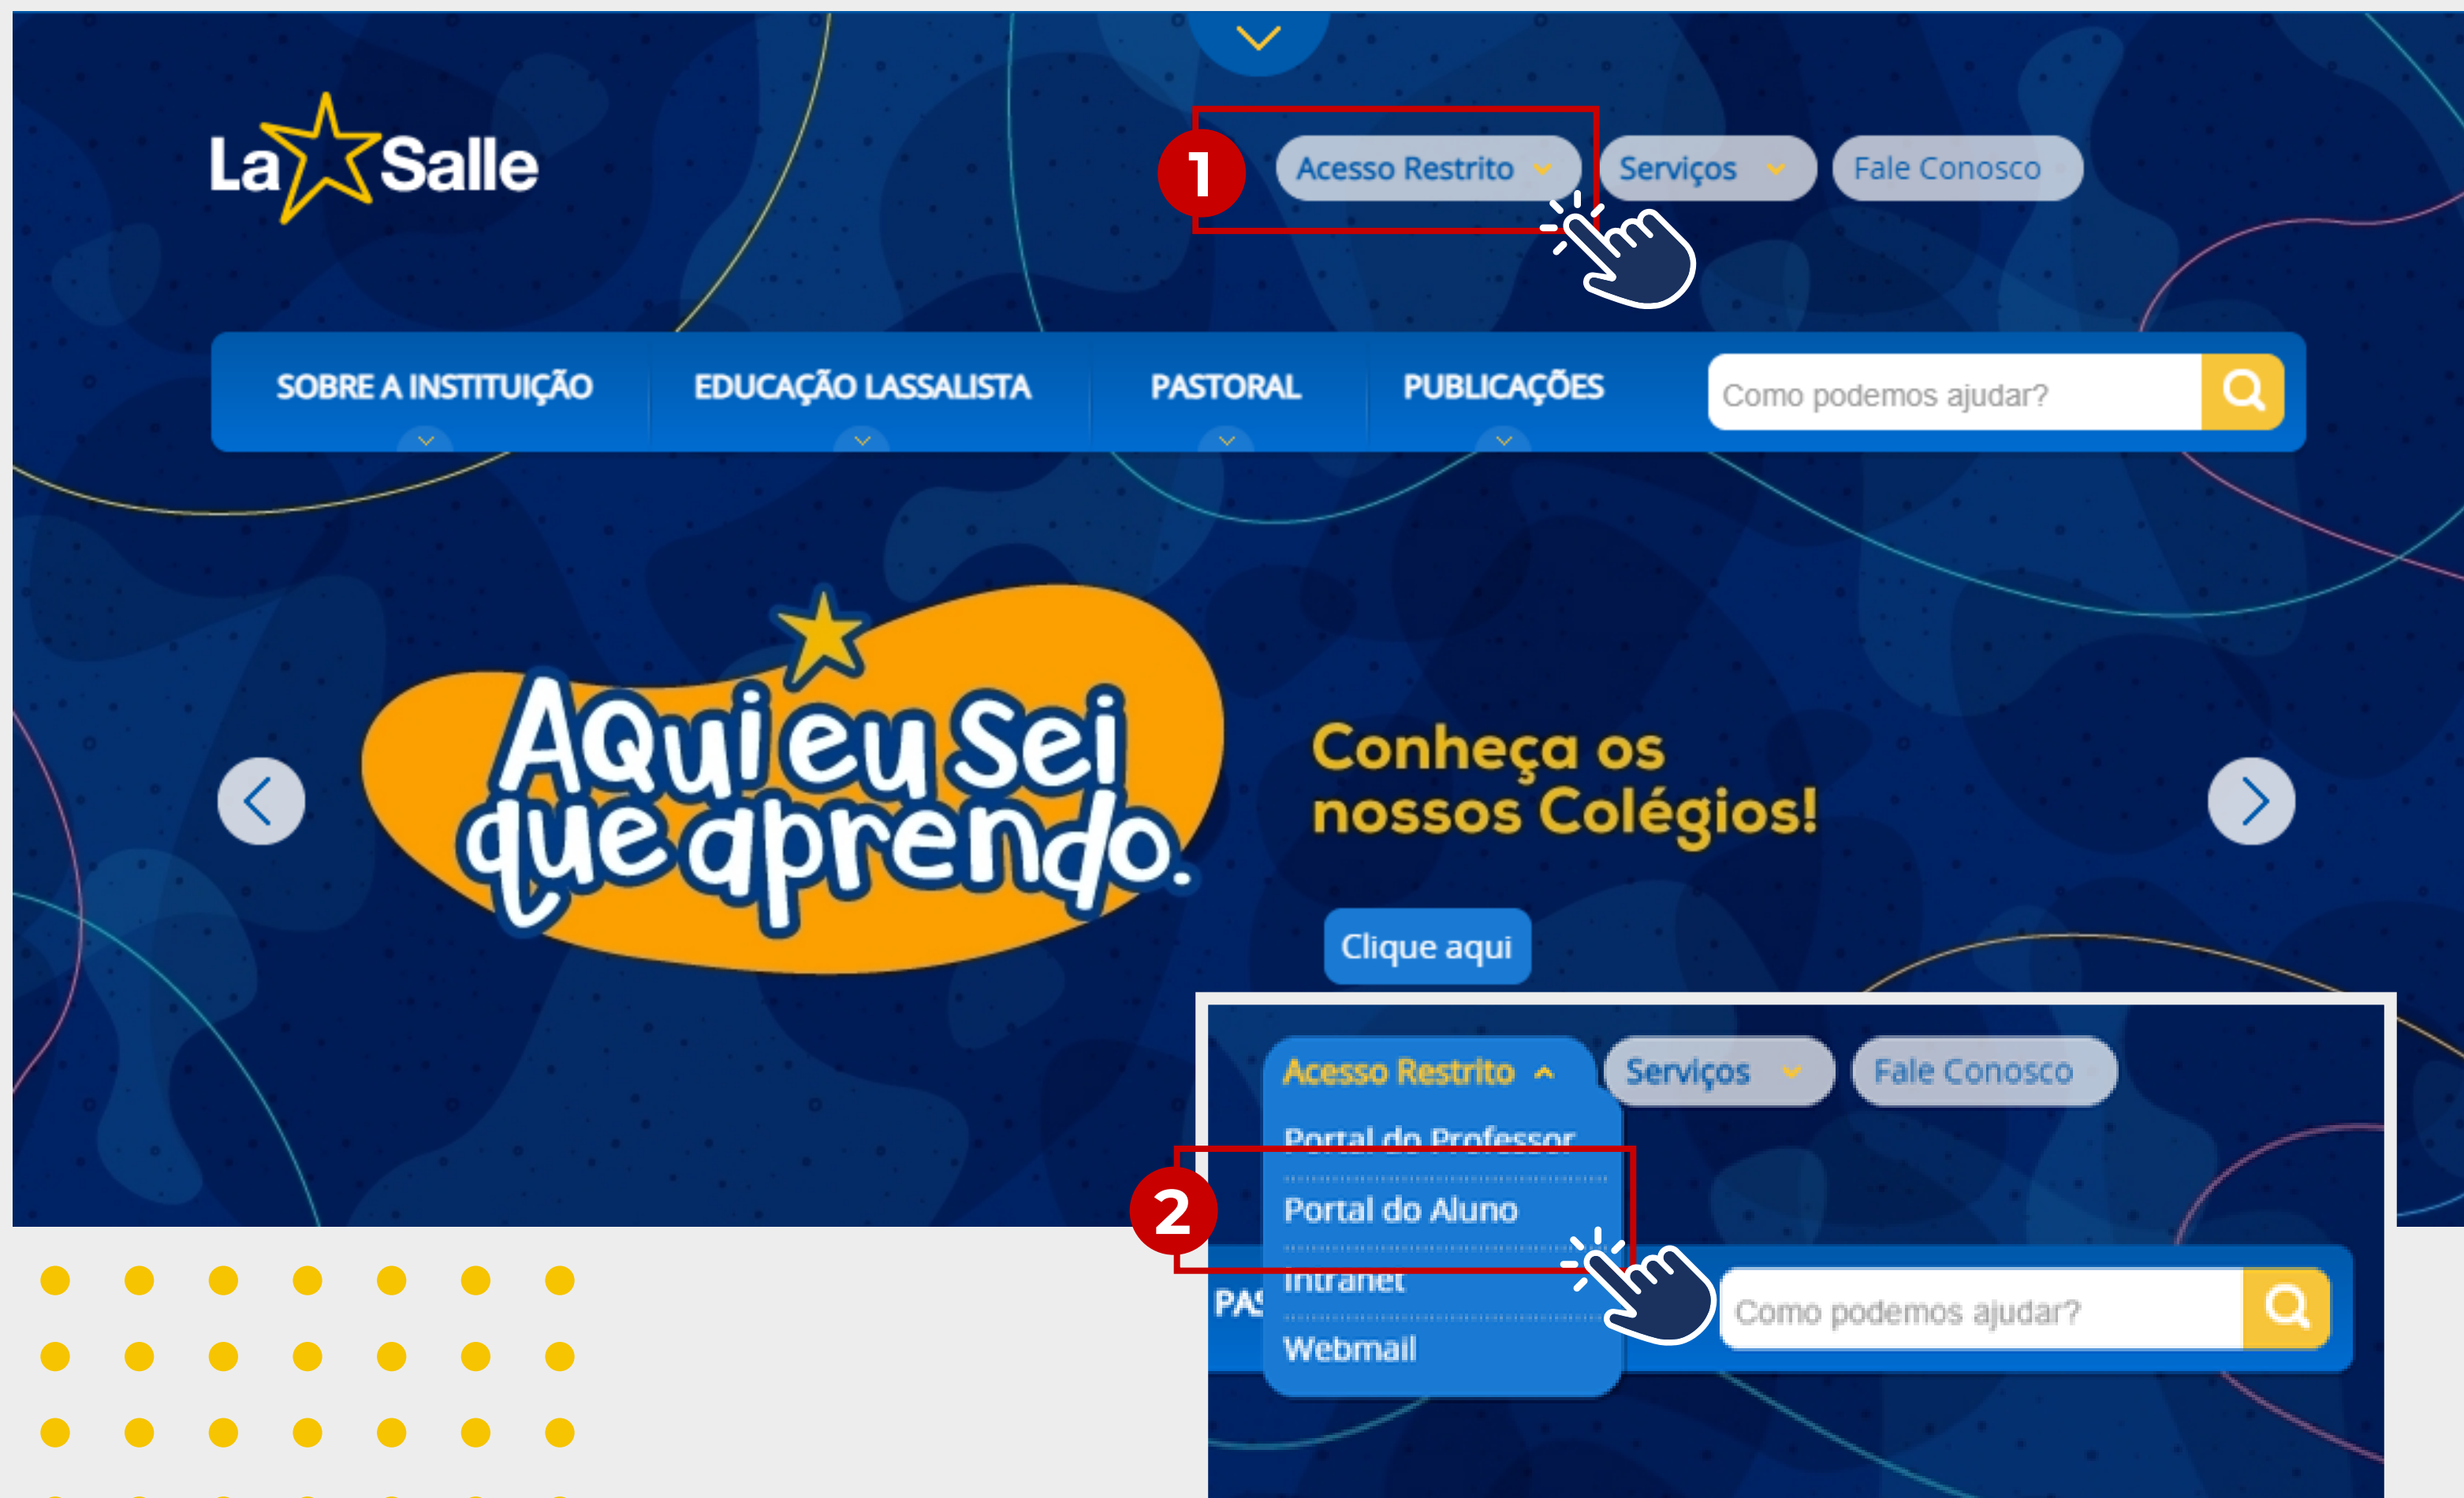 La Salle
1
Acesso Restrito
Serviços
Fale Conosco
SOBRE A INSTITUIÇÃO
EDUCAÇÃO LASSALISTA
PASTORAL
PUBLICAÇÕES
Como podemos ajudar?
Aqui eu sei
que aprendo.
Conheça os
nossos Colégios!
Clique aqui
Acesso Restrito
Serviços
Fale Conosco
Portal do Professor
2
Portal do Aluno
Intranet
PAS
Como podemos ajudar?
Webmail